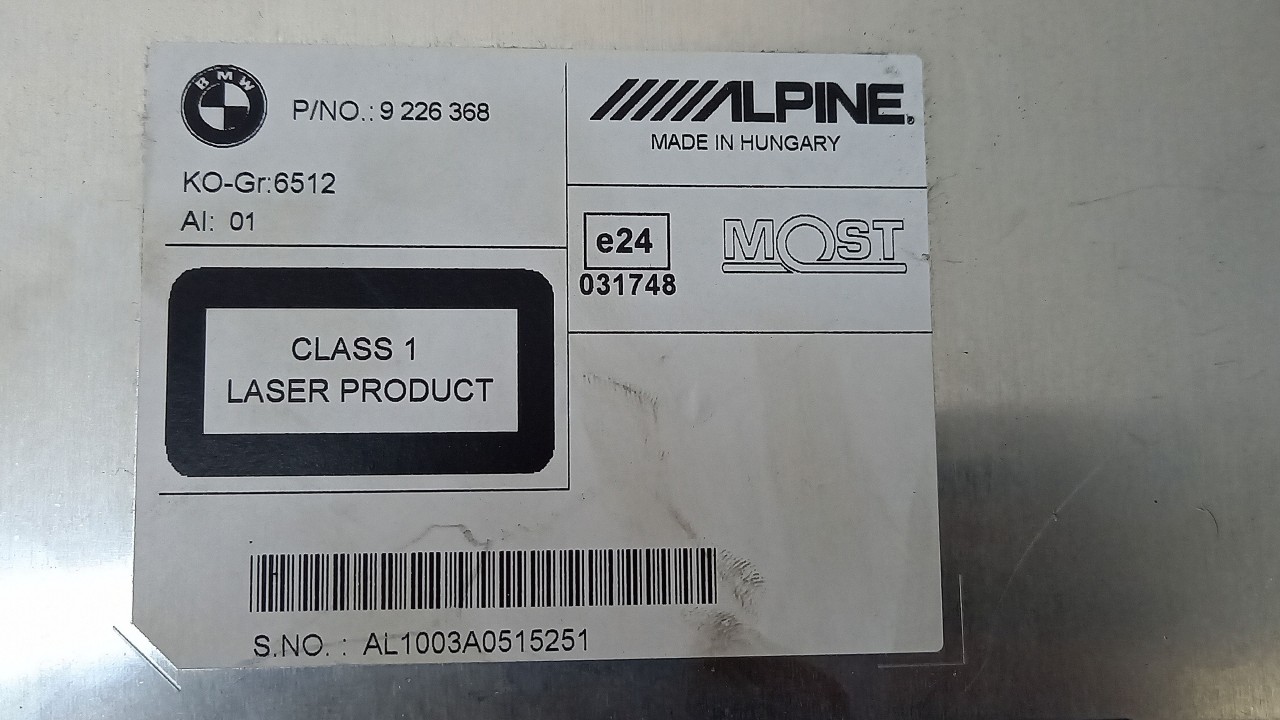 BMW
P/NO.: 9 226 368
KO-Gr:6512
AI: 01
ALPINE
MADE IN HUNGARY
e24
031748
MOST
CLASS 1
LASER PRODUCT
S.NO. : AL1003A0515251